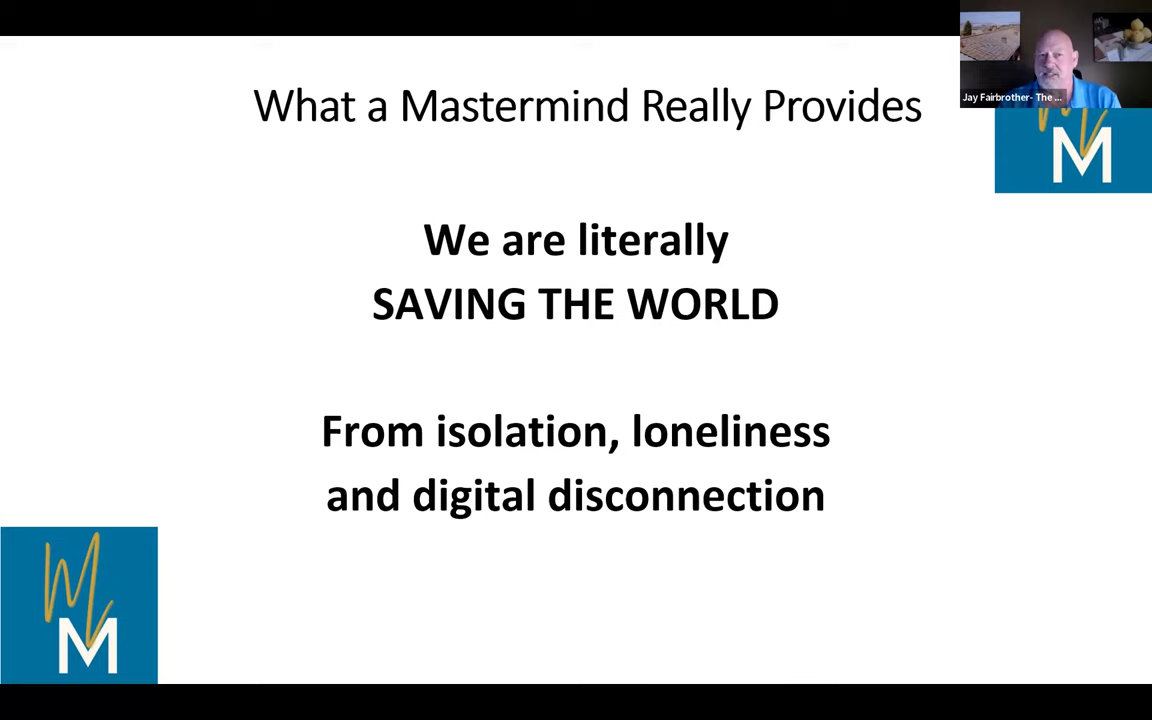 What a Mastermind Really Provides
Jay Fairbrother- The ...
M
M
We are literally
SAVING THE WORLD
From isolation, loneliness
and digital disconnection
M
M